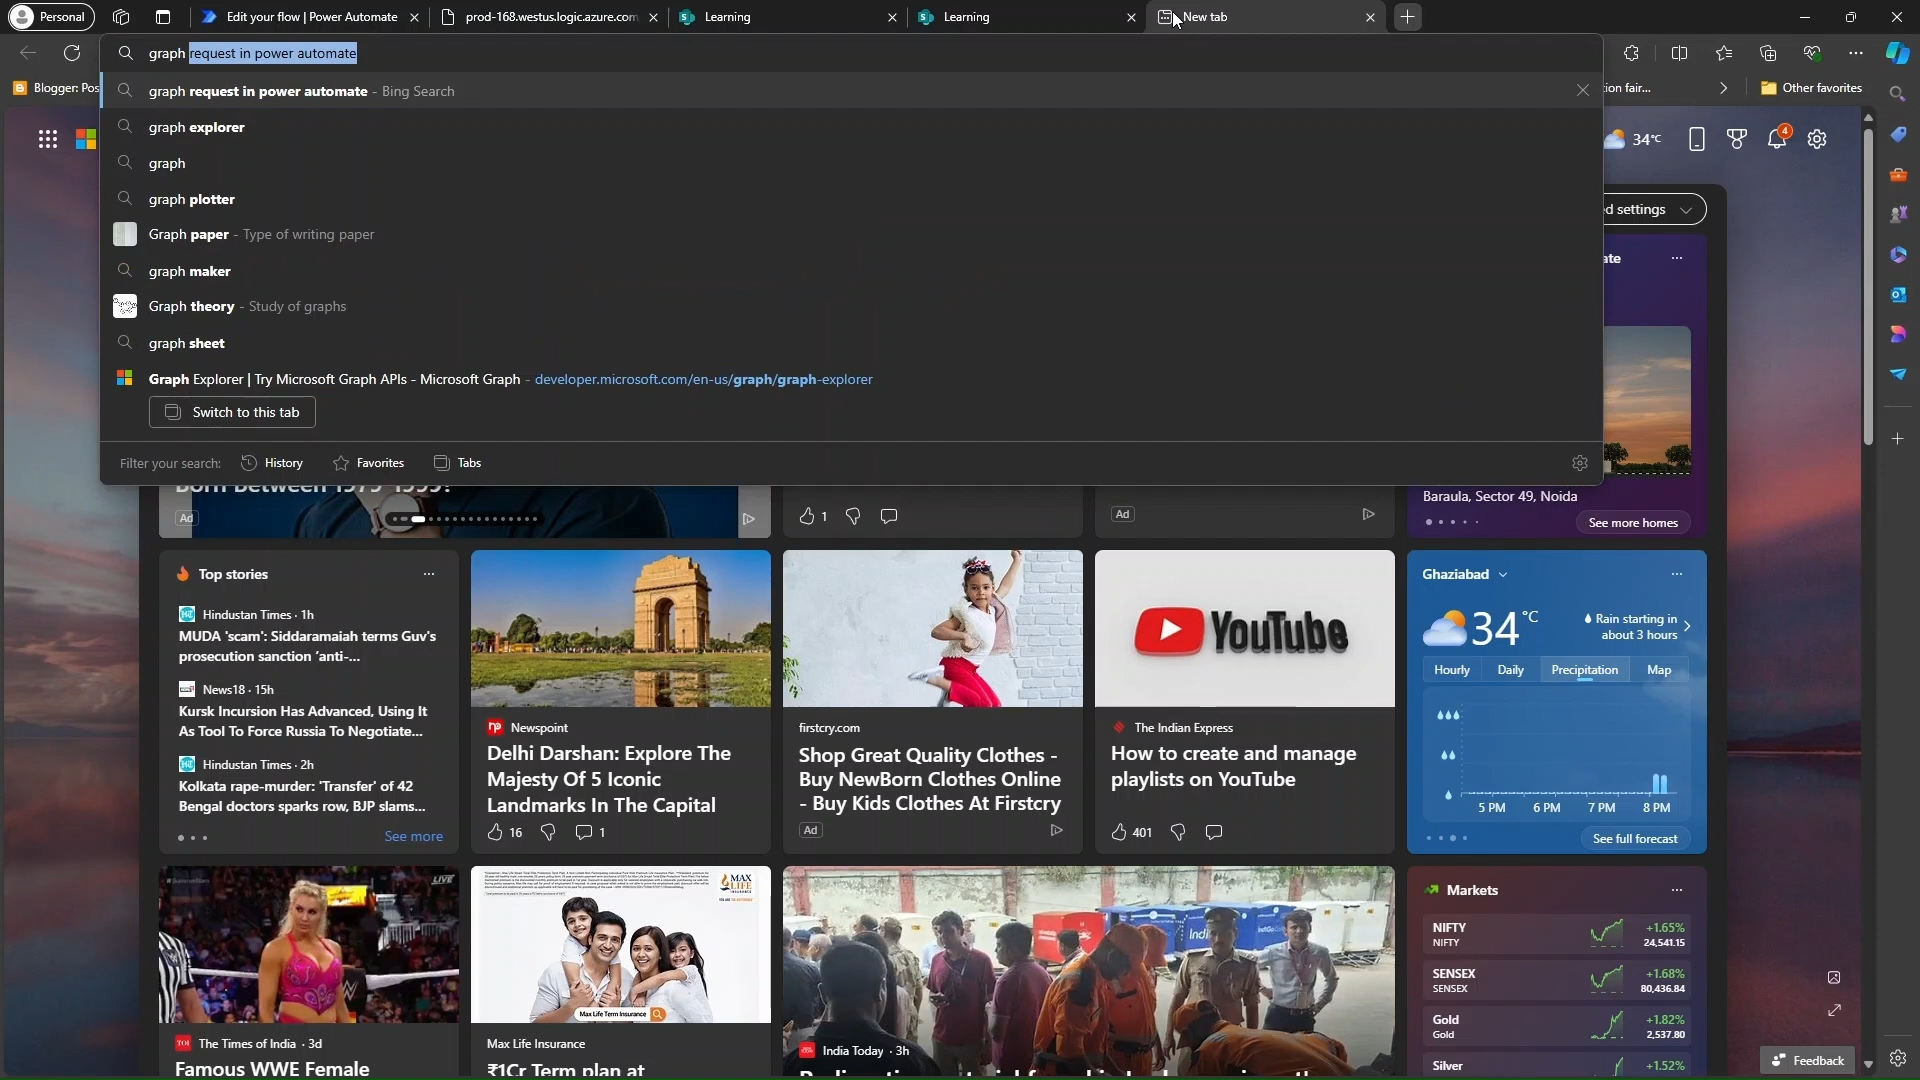 Personal
Edit your flow | Power Automate
prod-168.westus.logic.azure.com
Learning
Learning
New tab
graph request in power automate
graph request in power automate - Bing Search
graph explorer
graph
graph plotter
Graph paper - Type of writing paper
graph maker
Graph theory - Study of graphs
graph sheet
Graph Explorer | Try Microsoft Graph APIs - Microsoft Graph - developer.microsoft.com/en-us/graph/graph-explorer
Switch to this tab
Filter your search:
History
Favorites
Tabs
Blogger: Pos
ion fair...
Other favorites
34°C
4
ed settings
ate
Ad
1
Ad
Baraula, Sector 49, Noida
See more homes
Top stories
Hindustan Times · 1h
MUDA 'scam': Siddaramaiah terms Guv's
prosecution sanction 'anti-...
News18 · 15h
Kursk Incursion Has Advanced, Using It
As Tool To Force Russia To Negotiate...
Hindustan Times · 2h
Kolkata rape-murder: 'Transfer' of 42
Bengal doctors sparks row, BJP slams...
See more
Newspoint
Delhi Darshan: Explore The
Majesty Of 5 Iconic
Landmarks In The Capital
16
1
firstcry.com
Shop Great Quality Clothes -
Buy NewBorn Clothes Online
- Buy Kids Clothes At Firstcry
Ad
YouTube
The Indian Express
How to create and manage
playlists on YouTube
401
Ghaziabad
34°C
Rain starting in
about 3 hours
Hourly
Daily
Precipitation
Map
5 PM
6 PM
7 PM
8 PM
See full forecast
LIVE
TOI
The Times of India · 3d
Famous WWE Female
MAX
LIFE
Max Life Term Insurance
Max Life Insurance
₹1Cr Term plan at
India Today · 3h
Markets
NIFTY
NIFTY
+1.65%
24,541.15
SENSEX
SENSEX
+1.68%
80,436.84
Gold
Gold
+1.82%
2,537.80
Silver
+1.52%
Feedback